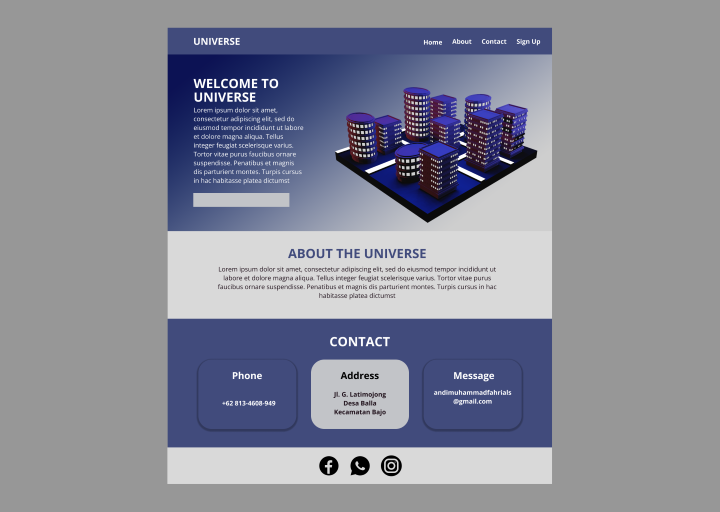 UNIVERSE
Home About Contact Sign Up
WELCOME TO
UNIVERSE
Lorem ipsum dolor sit amet,
consectetur adipiscing elit, sed do
eiusmod tempor incididunt ut labore
et dolore magna aliqua. Tellus
integer feugiat scelerisque varius.
Tortor vitae purus faucibus ornare
suspendisse. Penatibus et magnis
dis parturient montes. Turpis cursus
in hac habitasse platea dictumst
ABOUT THE UNIVERSE
Lorem ipsum dolor sit amet, consectetur adipiscing elit, sed do eiusmod tempor incididunt ut
labore et dolore magna aliqua. Tellus integer feugiat scelerisque varius. Tortor vitae purus
faucibus ornare suspendisse. Penatibus et magnis dis parturient montes. Turpis cursus in hac
habitasse platea dictumst
CONTACT
Phone
+62 813-4608-949
Address
Jl. G. Latimojong
Desa Balla
Kecamatan Bajo
Message
andimuhammadfahrials
@gmail.com